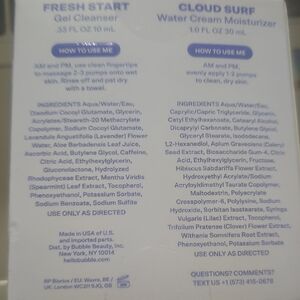 FRESH START
Gel Cleanser
.33 FL OZ 10 mL
HOW TO USE ME
AM and PM, use clean fingertips
to massage 2-3 pumps onto wet
skin. Rinse off and pat dry
with a towel.
INGREDIENTS Aqua/Water/Eau,
Disodium Cocoyl Glutamate, Glycerin,
Acrylates/Steareth-20 Methacrylate
Copolymer, Sodium Cocoyl Glutamate,
Lavandula Angustifolia (Lavender) Flower
Water, Aloe Barbadensis Leaf Juice,
Ascorbic Acid, Butylene Glycol, Caffeine,
Citric Acid, Ethylhexylglycerin,
Gluconolactone, Hydrolyzed
Rhodophyceae Extract, Mentha Viridis
(Spearmint) Leaf Extract, Tocopherol,
Phenoxyethanol, Potassium Sorbate,
Sodium Benzoate, Sodium Sulfite
USE ONLY AS DIRECTED
Made in USA of U.S.
and imported parts.
Dist. by Bubble Beauty, Inc.
New York, NY 10014
hellobubble.com
CLOUD SURF
Water Cream Moisturizer
1.0 FL OZ 30 mL
HOW TO USE ME
AM and PM,
evenly apply 1-2 pumps
to clean, dry skin.
INGREDIENTS Aqua/Water/Eau,
Caprylic/Capric Triglyceride, Glycerin,
Cetyl Ethylhexanoate, Cetearyl Alcohol,
Dicaprylyl Carbonate, Butylene Glycol,
Glyceryl Stearate, Isododecane,
1,2-Hexanediol, Apium Graveolens (Celery)
Seed Extract, Biosaccharide Gum-4, Citric
Acid, Ethylhexylglycerin, Fructose,
Hibiscus Sabdariffa Flower Extract,
Hydroxyethyl Acrylate/Sodium
Acryloyldimethyl Taurate Copolymer,
Maltodextrin, Polyacrylate
Crosspolymer-6, Polyisobutene, Sodium
Hydroxide, Sorbitan Isostearate, Syringa
Vulgaris (Lilac) Extract, Tocopherol,
Trifolium Pratense (Clover) Flower Extract,
Withania Somnifera Root Extract,
Phenoxyethanol, Potassium Sorbate
USE ONLY AS DIRECTED
QUESTIONS? COMMENTS?
TEXT US +1 (573) 416-0678